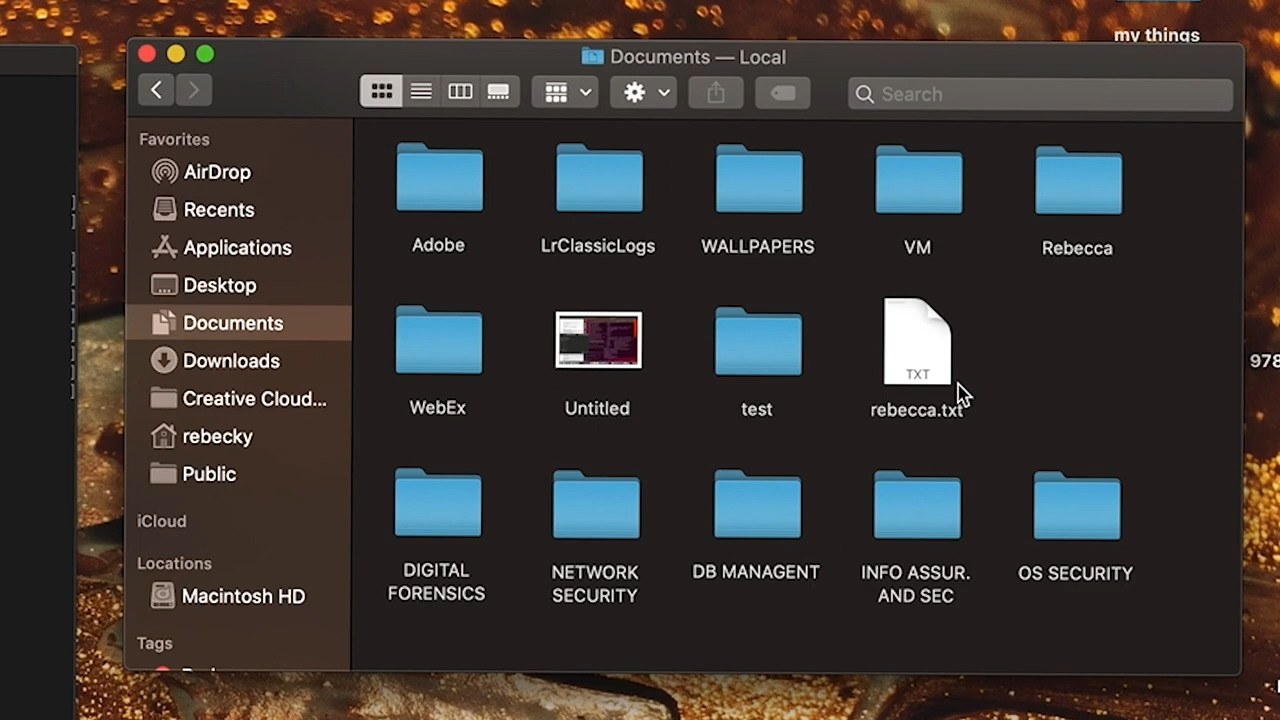 my things
Documents — Local
Search
Favorites
AirDrop
Recents
Applications
Desktop
Documents
Downloads
Creative Cloud...
rebecky
Public
iCloud
Locations
Macintosh HD
Tags
Adobe
LrClassicLogs
WALLPAPERS
VM
Rebecca
WebEx
Untitled
test
TXT
rebecca.txt
978
DIGITAL
FORENSICS
NETWORK
SECURITY
DB MANAGENT
INFO ASSUR.
AND SEC
OS SECURITY